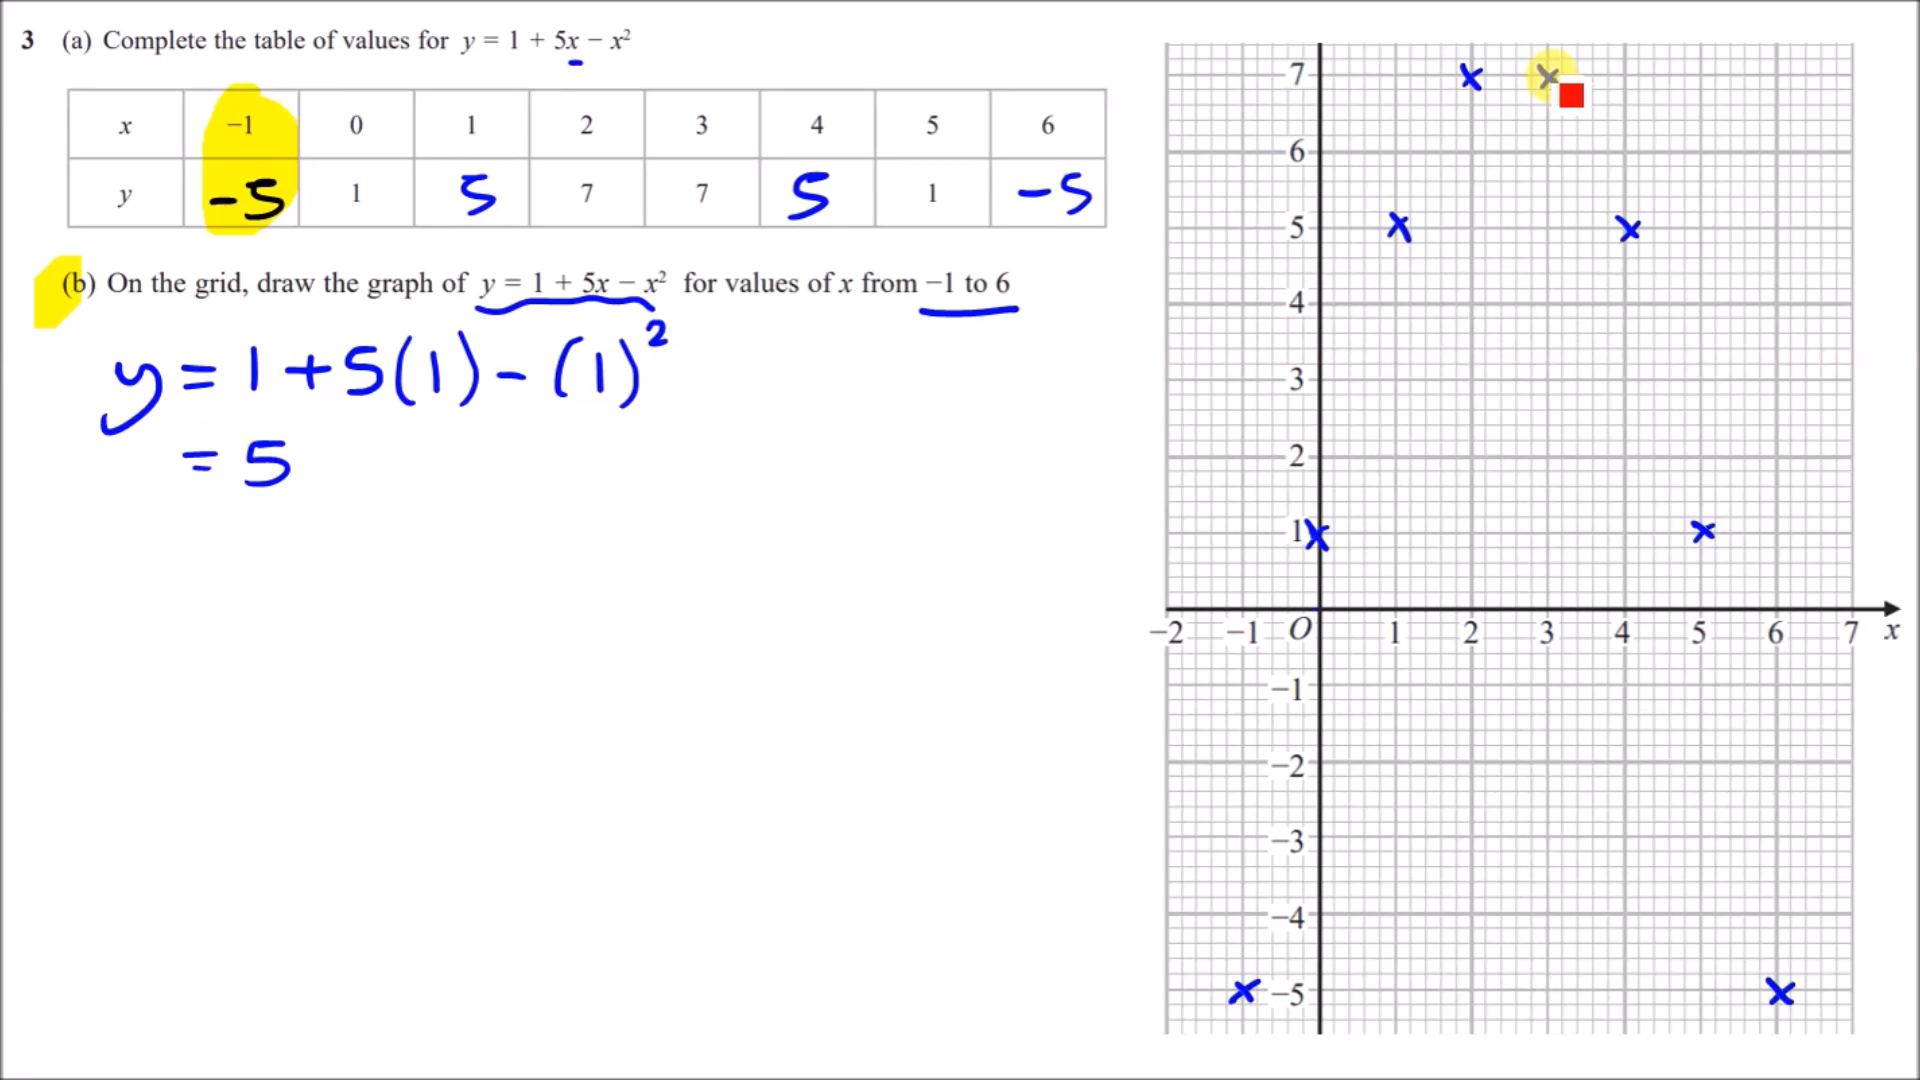 3 (a) Complete the table of values for y = 1 + 5x − x²
x −1 0 1 2 3 4 5 6
y −5 1 5 7 7 5 1 −5
(b) On the grid, draw the graph of y = 1 + 5x − x² for values of x from −1 to 6
y = 1 + 5(1) − (1)²
= 5
7
6
5
4
3
2
1
−2 −1 O 1 2 3 4 5 6 7 x
−1
−2
−3
−4
−5